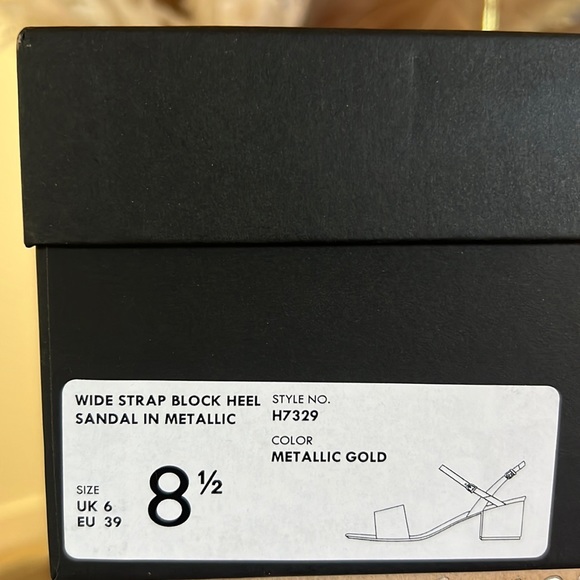 WIDE STRAP BLOCK HEEL
SANDAL IN METALLIC
STYLE NO.
H7329
COLOR
METALLIC GOLD
SIZE
UK 6
EU 39
8 ½